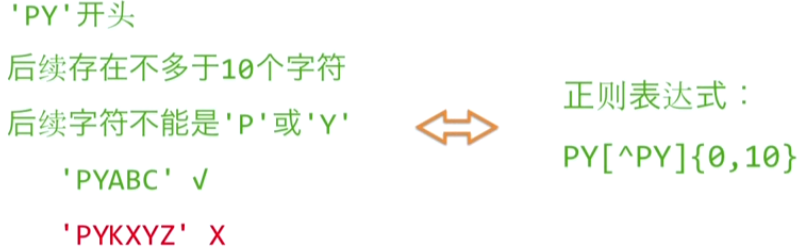 'PY'开头
后续存在不多于10个字符
后续字符不能是'P'或'Y'
'PYABC' √
'PYKXYZ' X
正则表达式：
PY[^PY]{0,10}